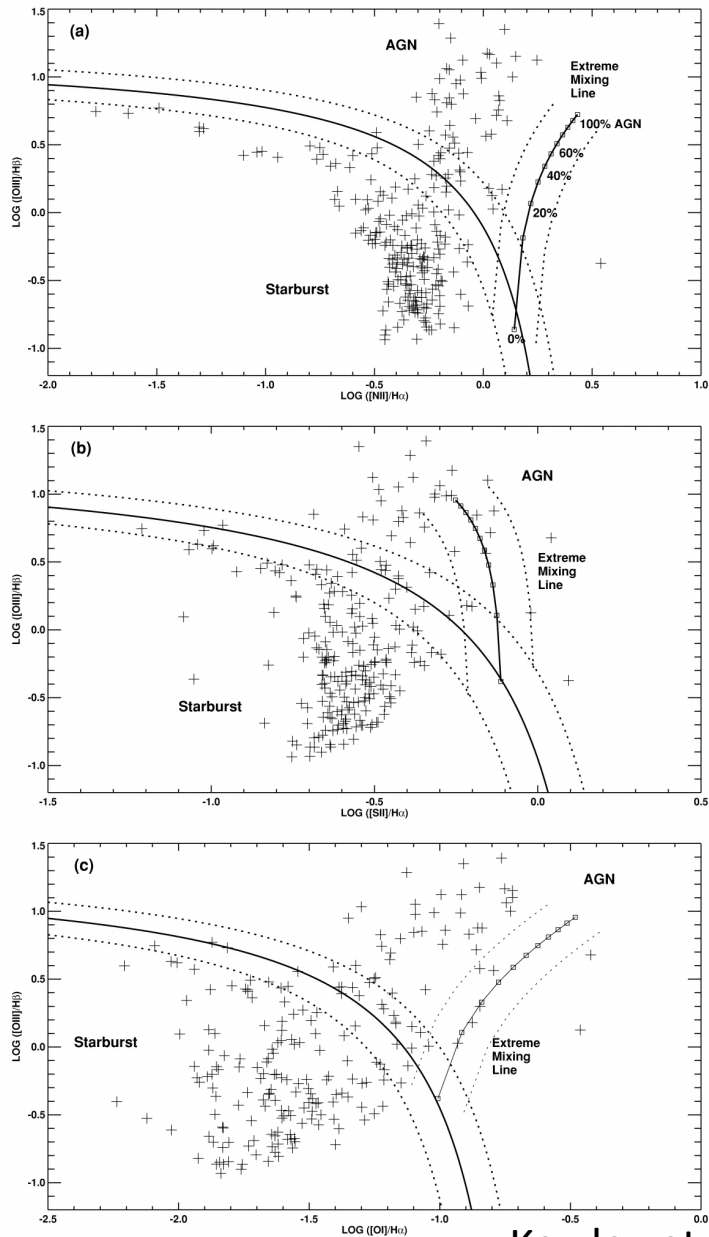 (a)
AGN
Extreme
Mixing
Line
100% AGN
60%
40%
20%
0%
Starburst
LOG ([OIII]/Hβ)
1.5
1.0
0.5
0.0
-0.5
-1.0
-2.0 -1.5 -1.0 -0.5 0.0 0.5 1.0
LOG ([NII]/Hα)
(b)
AGN
Extreme
Mixing
Line
Starburst
LOG ([OIII]/Hβ)
1.5
1.0
0.5
0.0
-0.5
-1.0
-1.5 -1.0 -0.5 0.0 0.5
LOG ([SII]/Hα)
(c)
AGN
Extreme
Mixing
Line
Starburst
LOG ([OIII]/Hβ)
1.5
1.0
0.5
0.0
-0.5
-1.0
-2.5 -2.0 -1.5 -1.0 -0.5 0.0
LOG ([OI]/Hα)